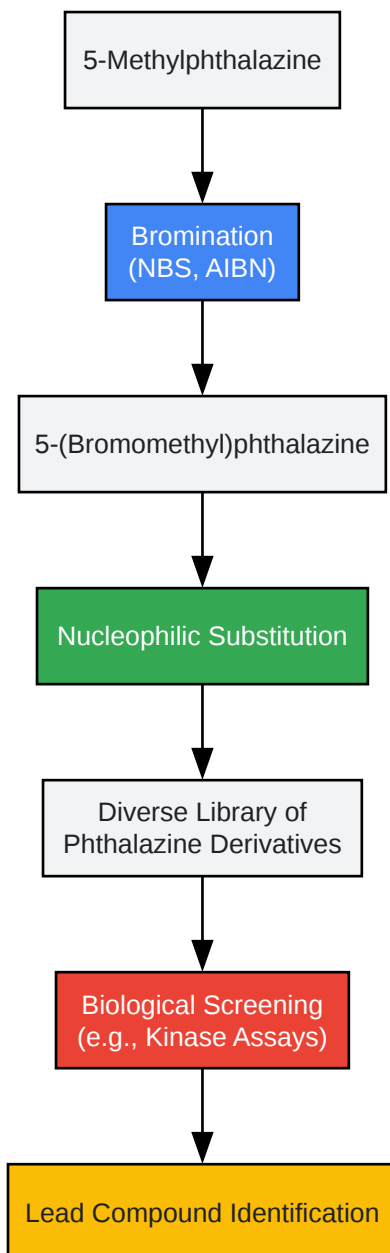 5-Methylphthalazine
Bromination
(NBS, AIBN)
5-(Bromomethyl)phthalazine
Nucleophilic Substitution
Diverse Library of
Phthalazine Derivatives
Biological Screening
(e.g., Kinase Assays)
Lead Compound Identification